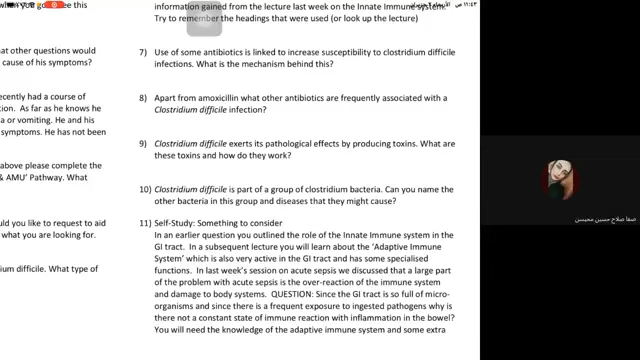 ١١:٤٣ ص الأربعاء ٢ حزيران
when you go see this
information gained from the lecture last week on the Innate Immune system.
Try to remember the headings that were used (or look up the lecture)
at other questions would
cause of his symptoms?
7) Use of some antibiotics is linked to increase susceptibility to clostridium difficile
infections. What is the mechanism behind this?
ecently had a course of
tion. As far as he knows he
a or vomiting. He and his
symptoms. He has not been
8) Apart from amoxicillin what other antibiotics are frequently associated with a
Clostridium difficile infection?
9) Clostridium difficile exerts its pathological effects by producing toxins. What are
these toxins and how do they work?
above please complete the
& AMU' Pathway. What
10) Clostridium difficile is part of a group of clostridium bacteria. Can you name the
other bacteria in this group and diseases that they might cause?
uld you like to request to aid
what you are looking for.
ium difficile. What type of
11) Self-Study: Something to consider
In an earlier question you outlined the role of the Innate Immune system in the
GI tract. In a subsequent lecture you will learn about the 'Adaptive Immune
System' which is also very active in the GI tract and has some specialised
functions. In last week's session on acute sepsis we discussed that a large part
of the problem with acute sepsis is the over-reaction of the immune system
and damage to body systems. QUESTION: Since the GI tract is so full of micro-
organisms and since there is a frequent exposure to ingested pathogens why is
there not a constant state of immune reaction with inflammation in the bowel?
You will need the knowledge of the adaptive immune system and some extra
صفا صلاح حسين محيسن